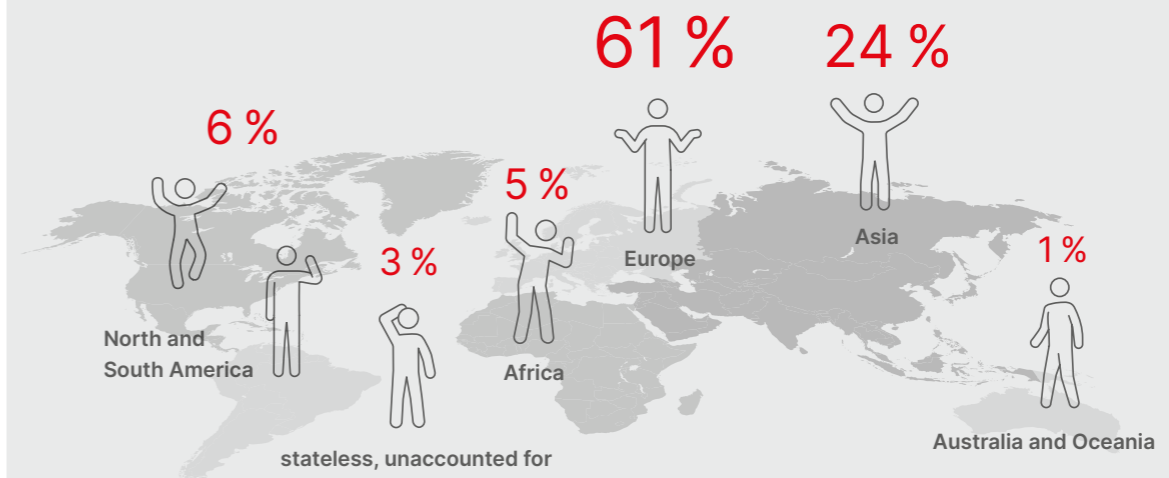 61 %
24 %
6 %
5 %
3 %
1 %
Europe
Asia
North and
South America
Africa
Australia and Oceania
stateless, unaccounted for